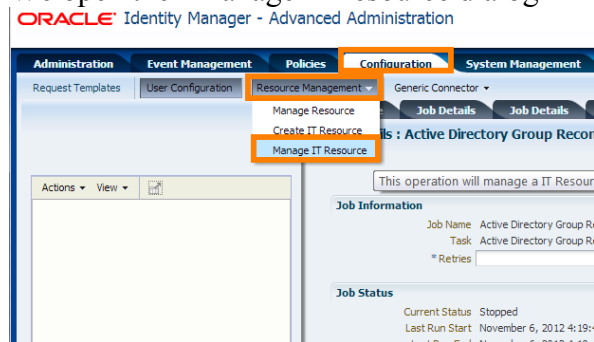 ORACLE Identity Manager - Advanced Administration
Administration Event Management Policies Configuration System Management
Request Templates User Configuration Resource Management Generic Connector
Manage Resource
Create IT Resource
Manage IT Resource
Job Details Job Details
: Active Directory Group Recon
This operation will manage a IT Resour
Actions View
Job Information
Job Name Active Directory Group R
Task Active Directory Group R
* Retries
Job Status
Current Status Stopped
Last Run Start November 6, 2012 4:19:4